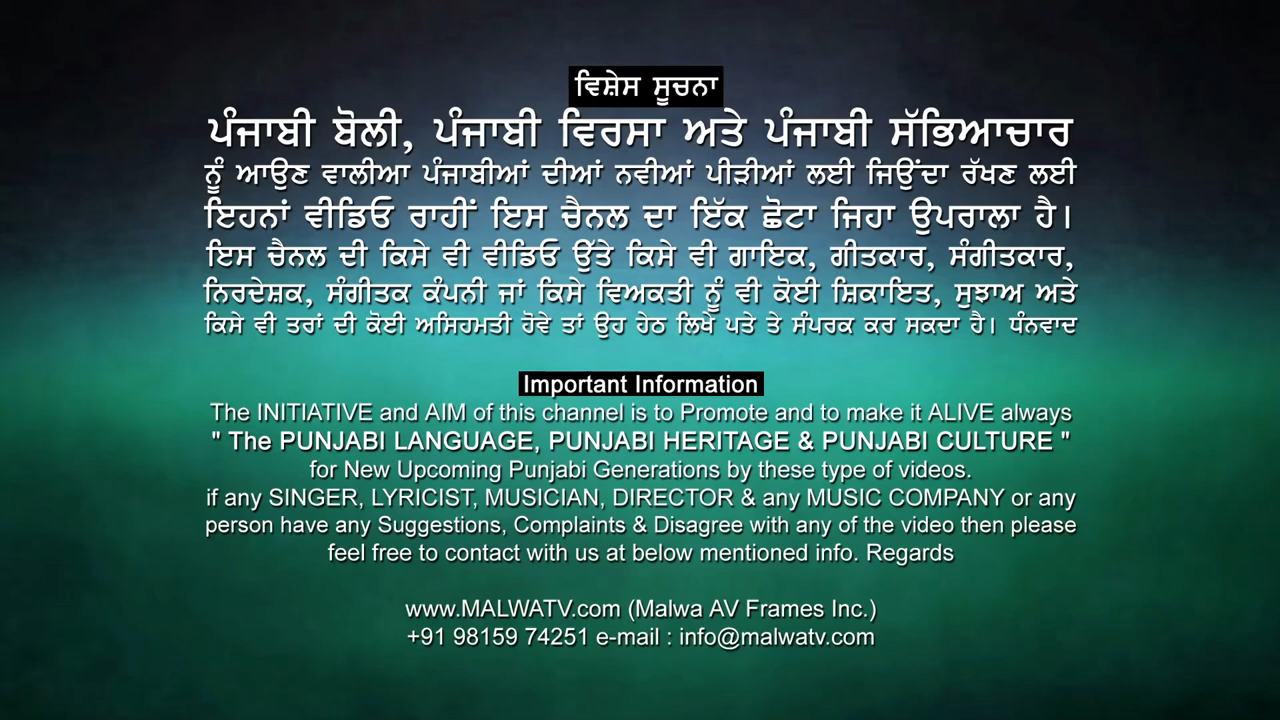 ਵਿਸ਼ੇਸ ਸੂਚਨਾ
ਪੰਜਾਬੀ ਬੋਲੀ, ਪੰਜਾਬੀ ਵਿਰਸਾ ਅਤੇ ਪੰਜਾਬੀ ਸੱਭਿਆਚਾਰ
ਨੂੰ ਆਉਣ ਵਾਲੀਆ ਪੰਜਾਬੀਆਂ ਦੀਆਂ ਨਵੀਆਂ ਪੀੜੀਆਂ ਲਈ ਜਿਉਂਦਾ ਰੱਖਣ ਲਈ
ਇਹਨਾਂ ਵੀਡਿਓ ਰਾਹੀਂ ਇਸ ਚੈਨਲ ਦਾ ਇੱਕ ਛੋਟਾ ਜਿਹਾ ਉਪਰਾਲਾ ਹੈ।
ਇਸ ਚੈਨਲ ਦੀ ਕਿਸੇ ਵੀ ਵੀਡਿਓ ਉੱਤੇ ਕਿਸੇ ਵੀ ਗਾਇਕ, ਗੀਤਕਾਰ, ਸੰਗੀਤਕਾਰ,
ਨਿਰਦੇਸ਼ਕ, ਸੰਗੀਤਕ ਕੰਪਨੀ ਜਾਂ ਕਿਸੇ ਵਿਅਕਤੀ ਨੂੰ ਵੀ ਕੋਈ ਸ਼ਿਕਾਇਤ, ਸੁਝਾਅ ਅਤੇ
ਕਿਸੇ ਵੀ ਤਰਾਂ ਦੀ ਕੋਈ ਅਸਿਹਮਤੀ ਹੋਵੇ ਤਾਂ ਉਹ ਹੇਠ ਲਿਖੇ ਪਤੇ ਤੇ ਸੰਪਰਕ ਕਰ ਸਕਦਾ ਹੈ। ਧੰਨਵਾਦ
Important Information
The INITIATIVE and AIM of this channel is to Promote and to make it ALIVE always
" The PUNJABI LANGUAGE, PUNJABI HERITAGE & PUNJABI CULTURE "
for New Upcoming Punjabi Generations by these type of videos.
if any SINGER, LYRICIST, MUSICIAN, DIRECTOR & any MUSIC COMPANY or any
person have any Suggestions, Complaints & Disagree with any of the video then please
feel free to contact with us at below mentioned info. Regards
www.MALWATV.com (Malwa AV Frames Inc.)
+91 98159 74251 e-mail : info@malwatv.com